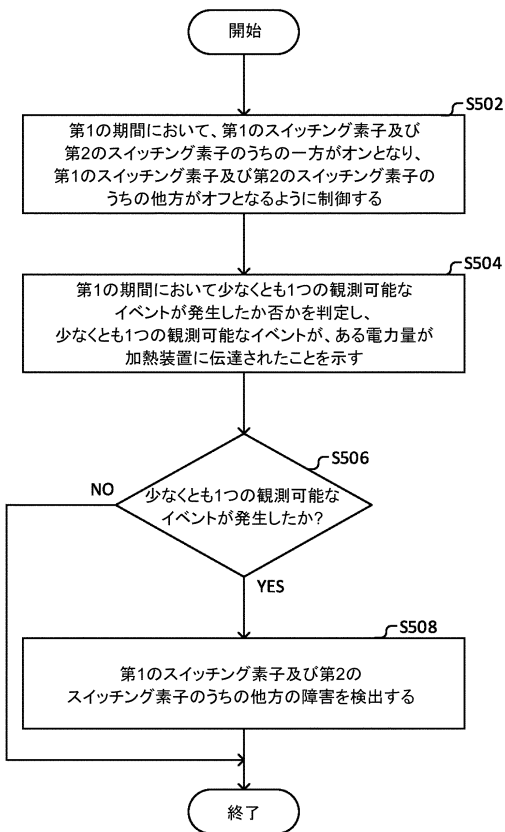 開始
S502
第1の期間において、第1のスイッチング素子及び
第2のスイッチング素子のうちの一方がオンとなり、
第1のスイッチング素子及び第2のスイッチング素子の
うちの他方がオフとなるように制御する
S504
第1の期間において少なくとも1つの観測可能な
イベントが発生したか否かを判定し、
少なくとも1つの観測可能なイベントが、ある電力量が
加熱装置に伝達されたことを示す
S506
NO
少なくとも1つの観測可能な
イベントが発生したか?
YES
S508
第1のスイッチング素子及び第2の
スイッチング素子のうちの他方の障害を検出する
終了